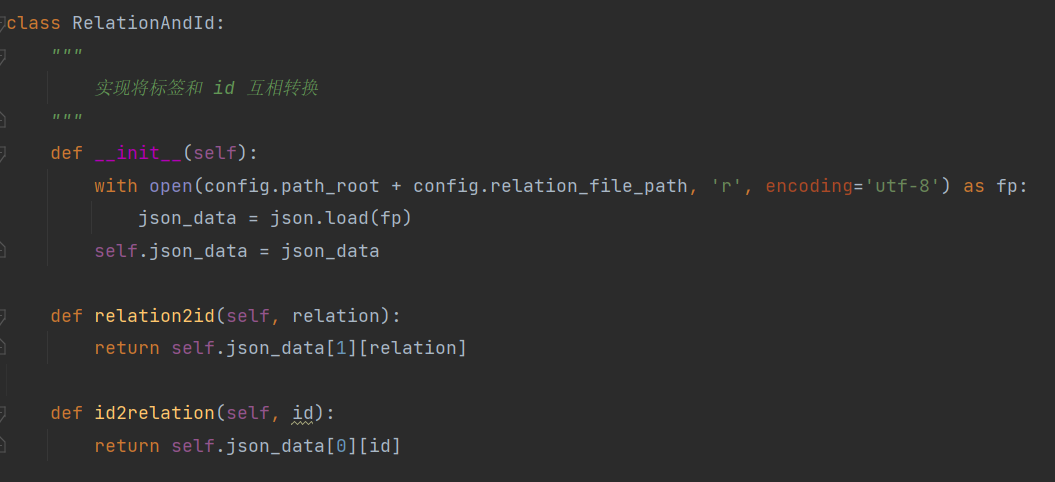 class RelationAndId:
    """
        实现将标签和 id 互相转换
    """
    def __init__(self):
        with open(config.path_root + config.relation_file_path, 'r', encoding='utf-8') as fp:
            json_data = json.load(fp)
        self.json_data = json_data
    def relation2id(self, relation):
        return self.json_data[1][relation]
    def id2relation(self, id):
        return self.json_data[0][id]